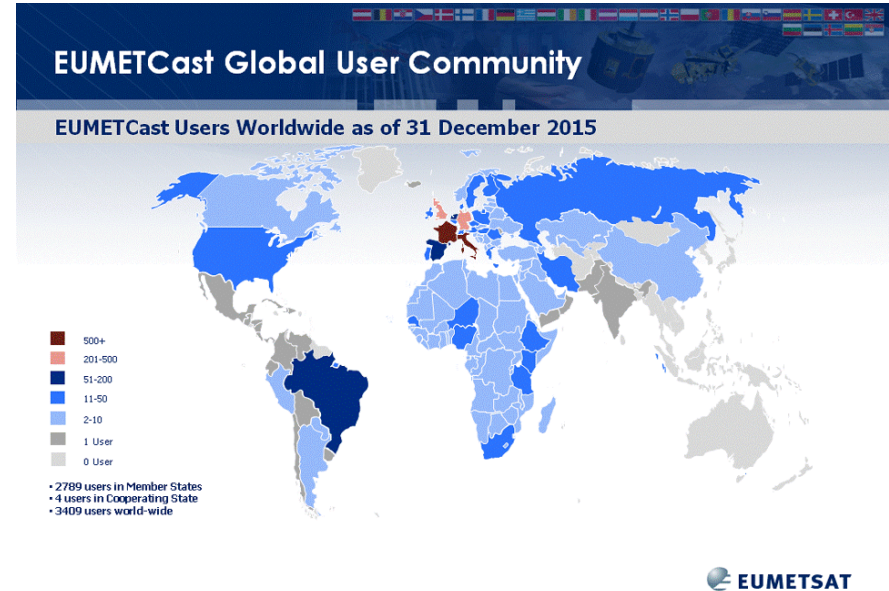 EUMETCast Global User Community
EUMETCast Users Worldwide as of 31 December 2015
500+
201-500
51-200
11-50
2-10
1 User
0 User
• 2789 users in Member States
• 4 users in Cooperating State
• 3409 users world-wide
EUMETSAT